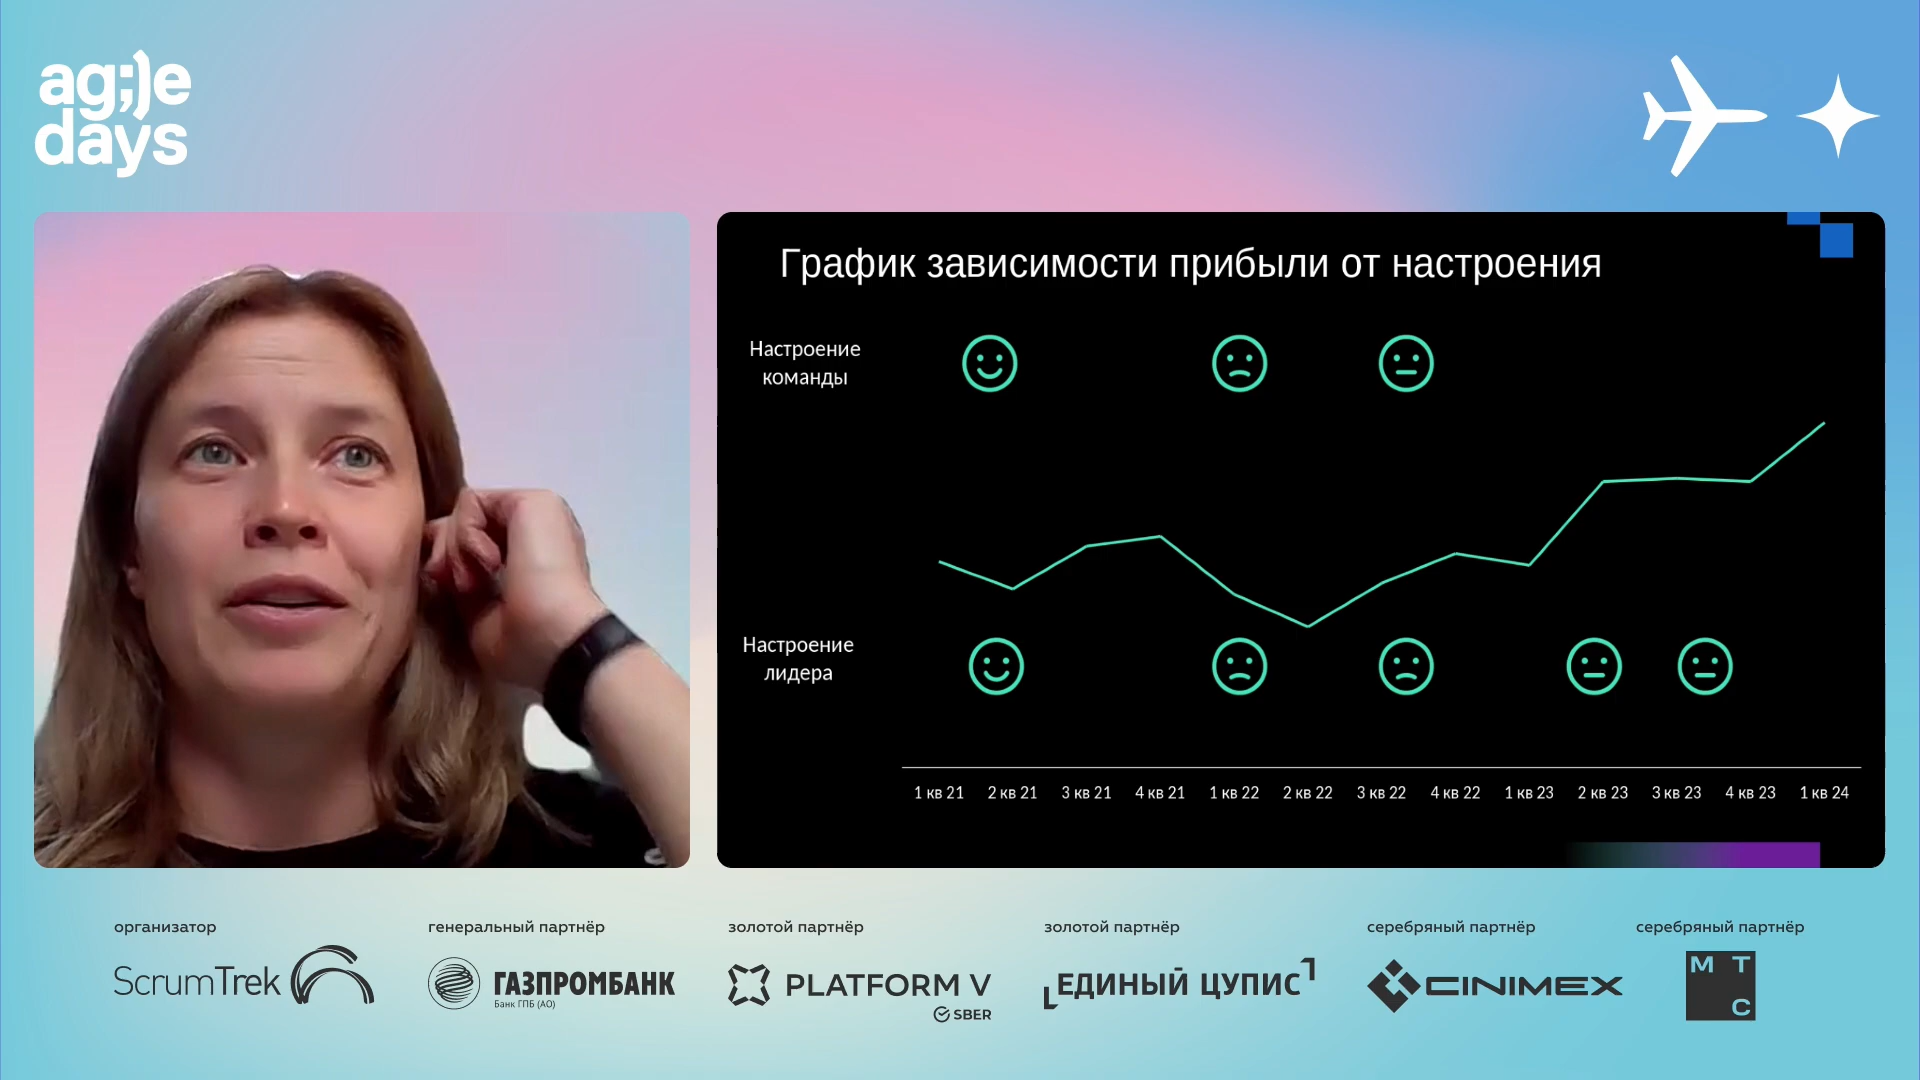 ag;le
days
График зависимости прибыли от настроения
Настроение
команды
Настроение
лидера
1 кв 21 2 кв 21 3 кв 21 4 кв 21 1 кв 22 2 кв 22 3 кв 22 4 кв 22 1 кв 23 2 кв 23 3 кв 23 4 кв 23 1 кв 24
организатор
ScrumTrek
генеральный партнёр
ГАЗПРОМБАНК
Банк ГПБ (АО)
золотой партнёр
PLATFORM V
SBER
золотой партнёр
ЕДИНЫЙ ЦУПИС
серебряный партнёр
CINIMEX
серебряный партнёр
М Т
С